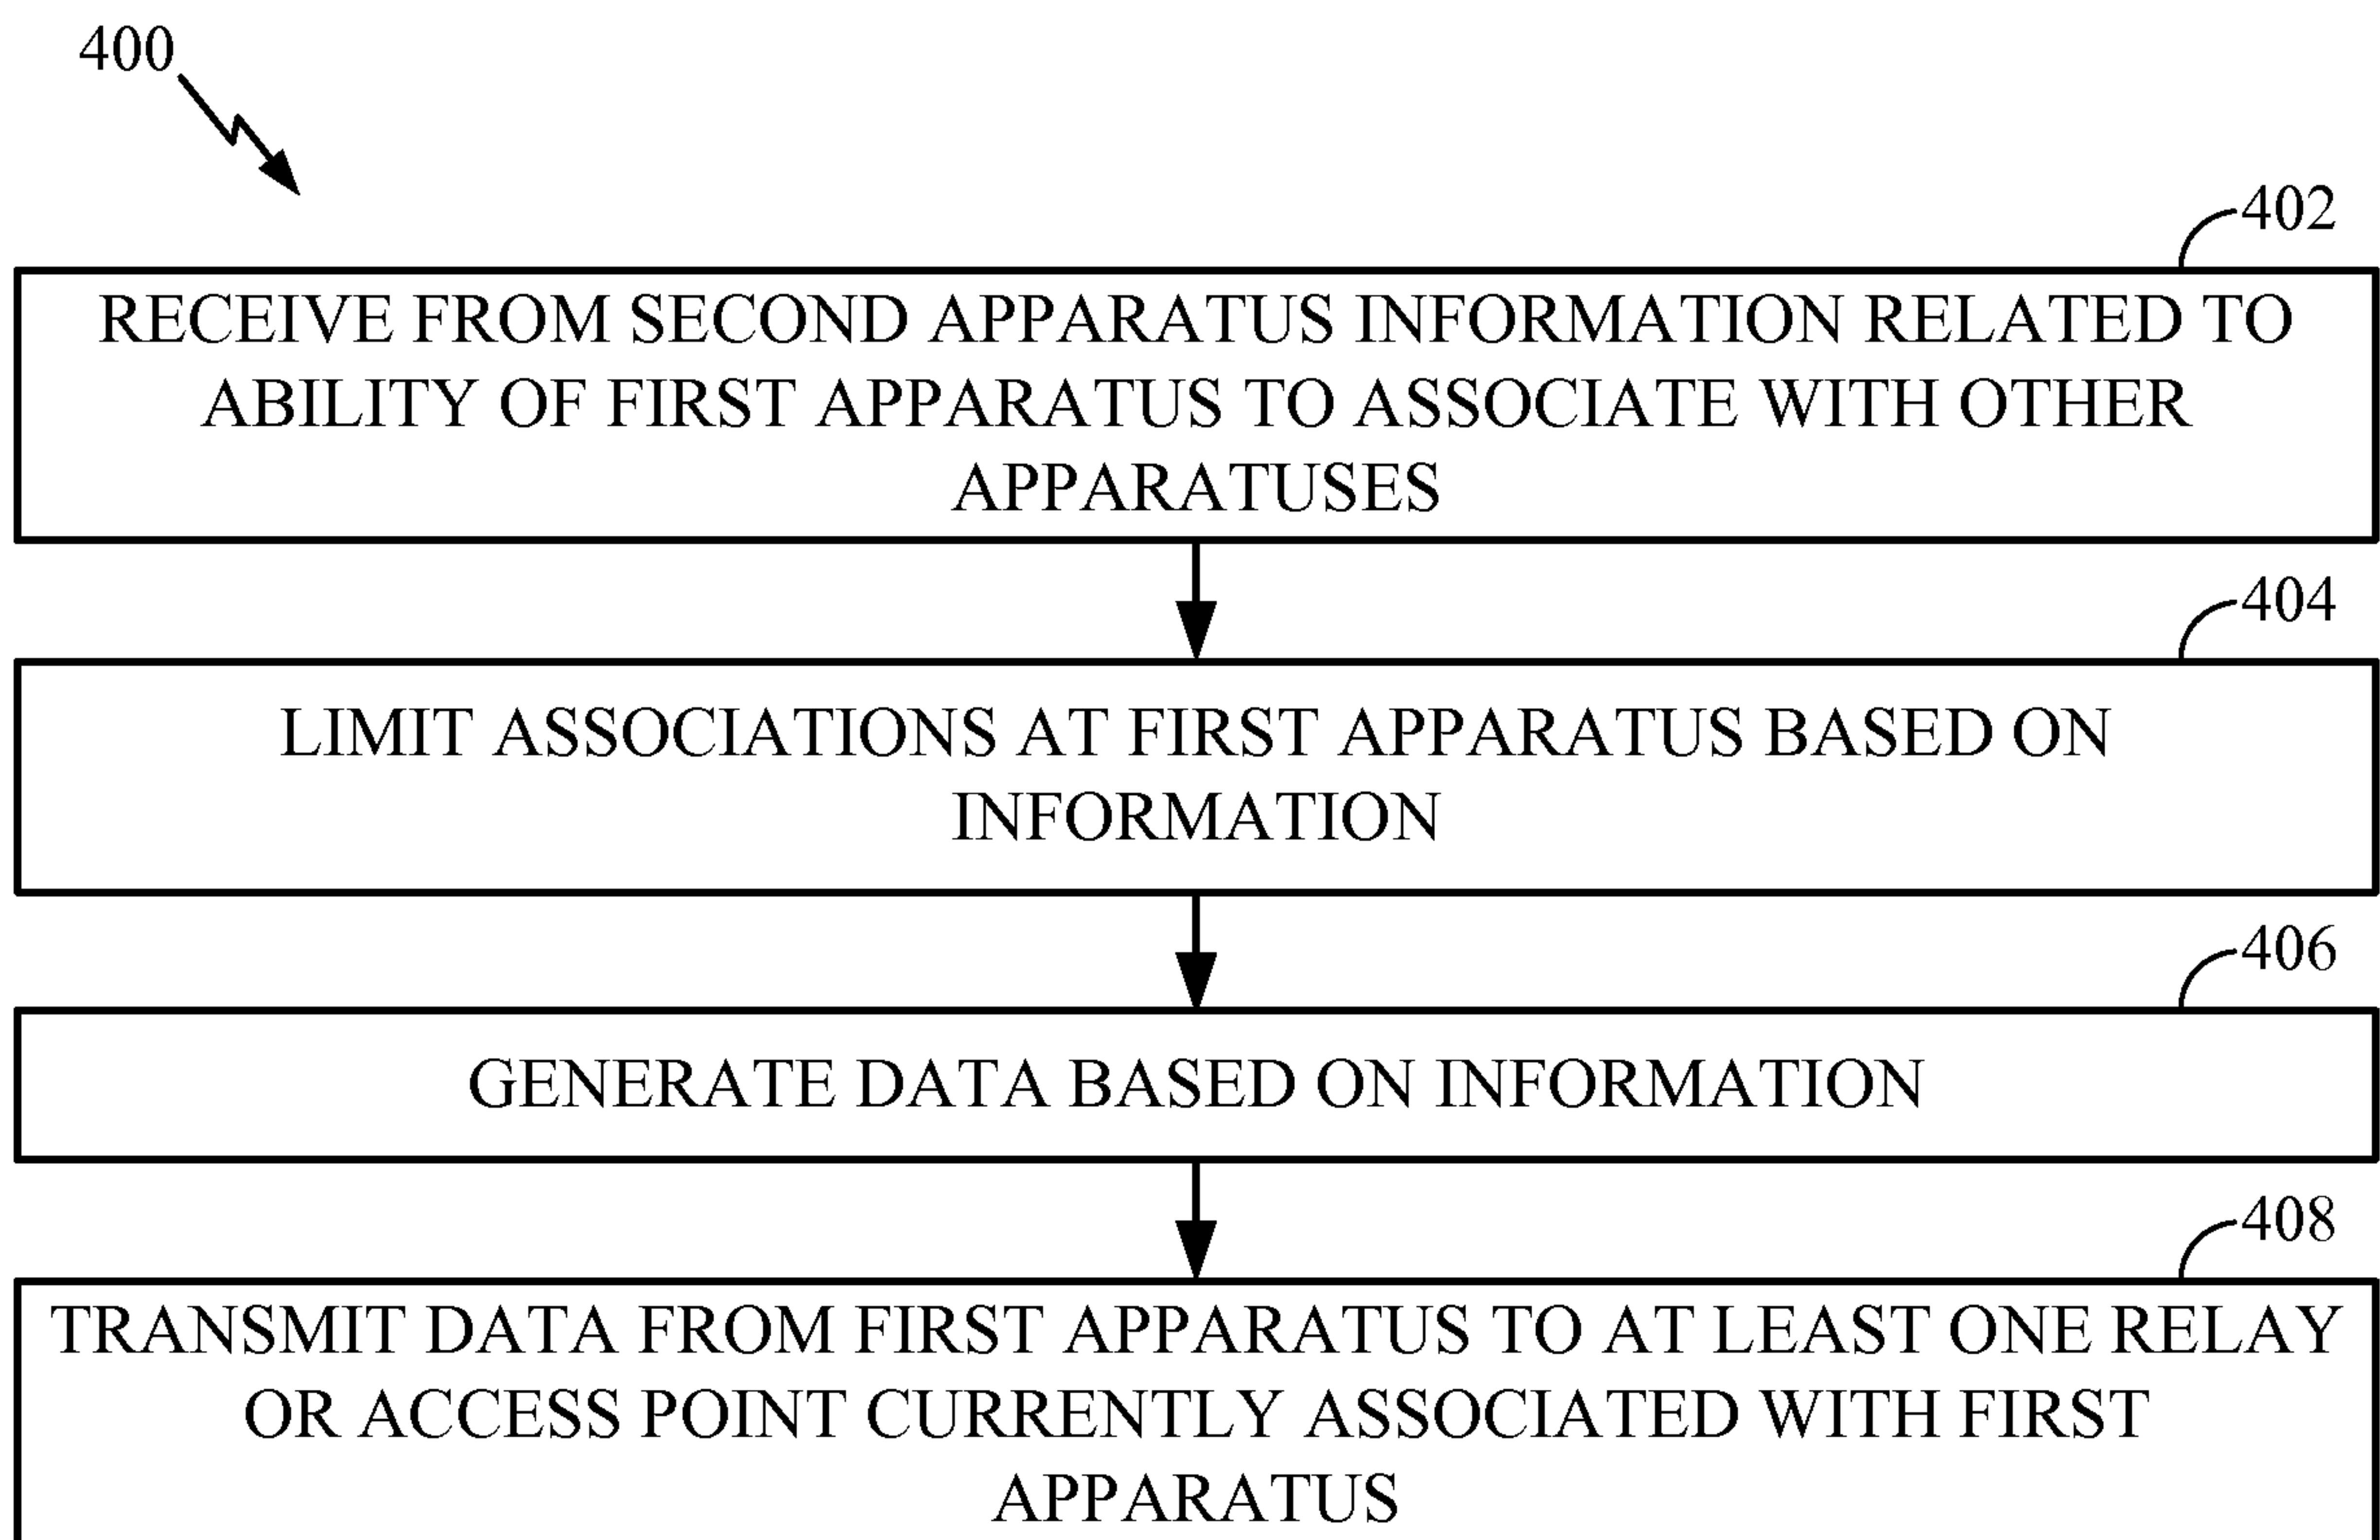 400
402
RECEIVE FROM SECOND APPARATUS INFORMATION RELATED TO
ABILITY OF FIRST APPARATUS TO ASSOCIATE WITH OTHER
APPARATUSES
404
LIMIT ASSOCIATIONS AT FIRST APPARATUS BASED ON
INFORMATION
406
GENERATE DATA BASED ON INFORMATION
408
TRANSMIT DATA FROM FIRST APPARATUS TO AT LEAST ONE RELAY
OR ACCESS POINT CURRENTLY ASSOCIATED WITH FIRST
APPARATUS